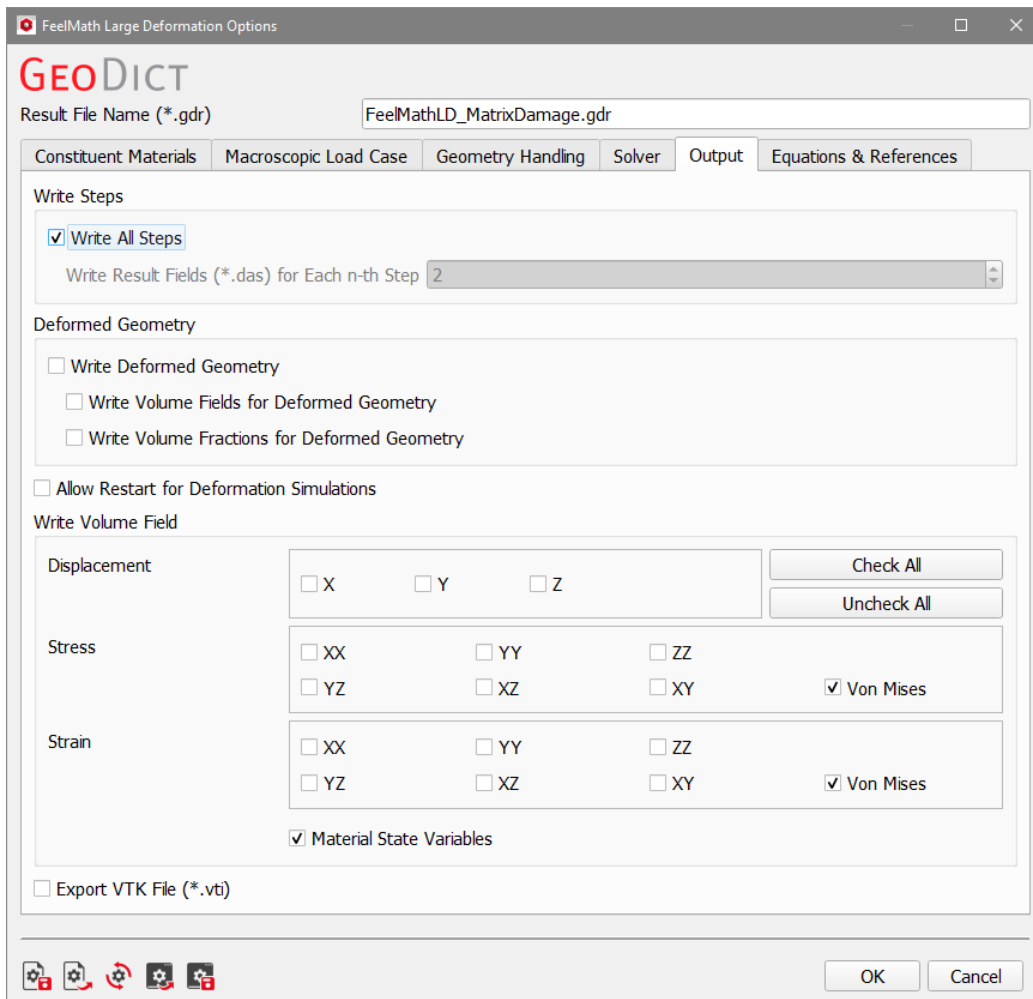 FeelMath Large Deformation Options
GEODICT
Result File Name (*.gdr) FeelMathLD_MatrixDamage.gdr
Constituent Materials Macroscopic Load Case Geometry Handling Solver Output Equations & References
Write Steps
Write All Steps
Write Result Fields (*.das) for Each n-th Step 2
Deformed Geometry
Write Deformed Geometry
Write Volume Fields for Deformed Geometry
Write Volume Fractions for Deformed Geometry
Allow Restart for Deformation Simulations
Write Volume Field
Displacement X Y Z Check All
Uncheck All
Stress XX YY ZZ
YZ XZ XY Von Mises
Strain XX YY ZZ
YZ XZ XY Von Mises
Material State Variables
Export VTK File (*.vti)
OK Cancel